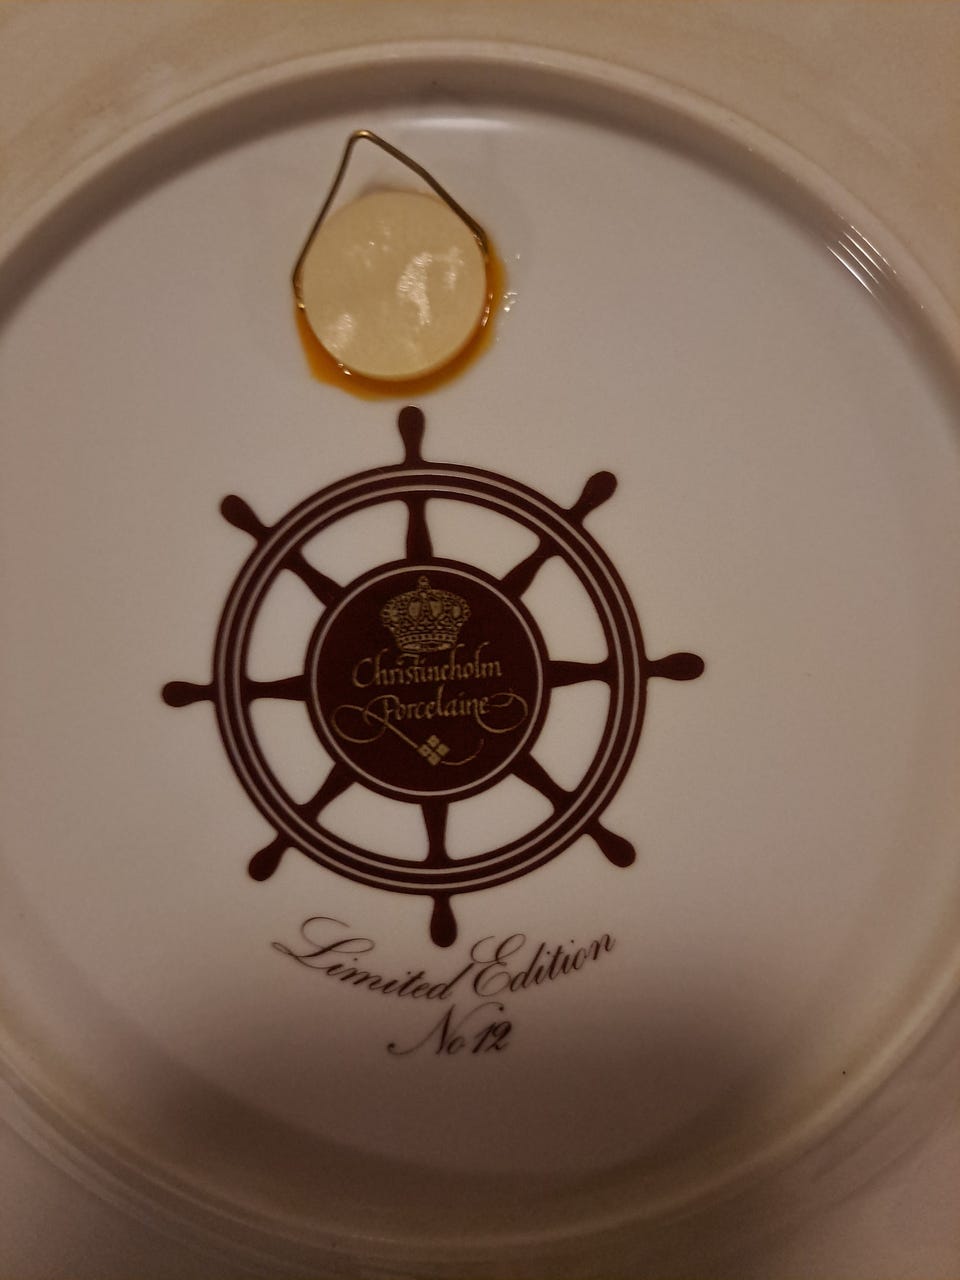 Christineholm
Porcelaine
Limited Edition
No 12